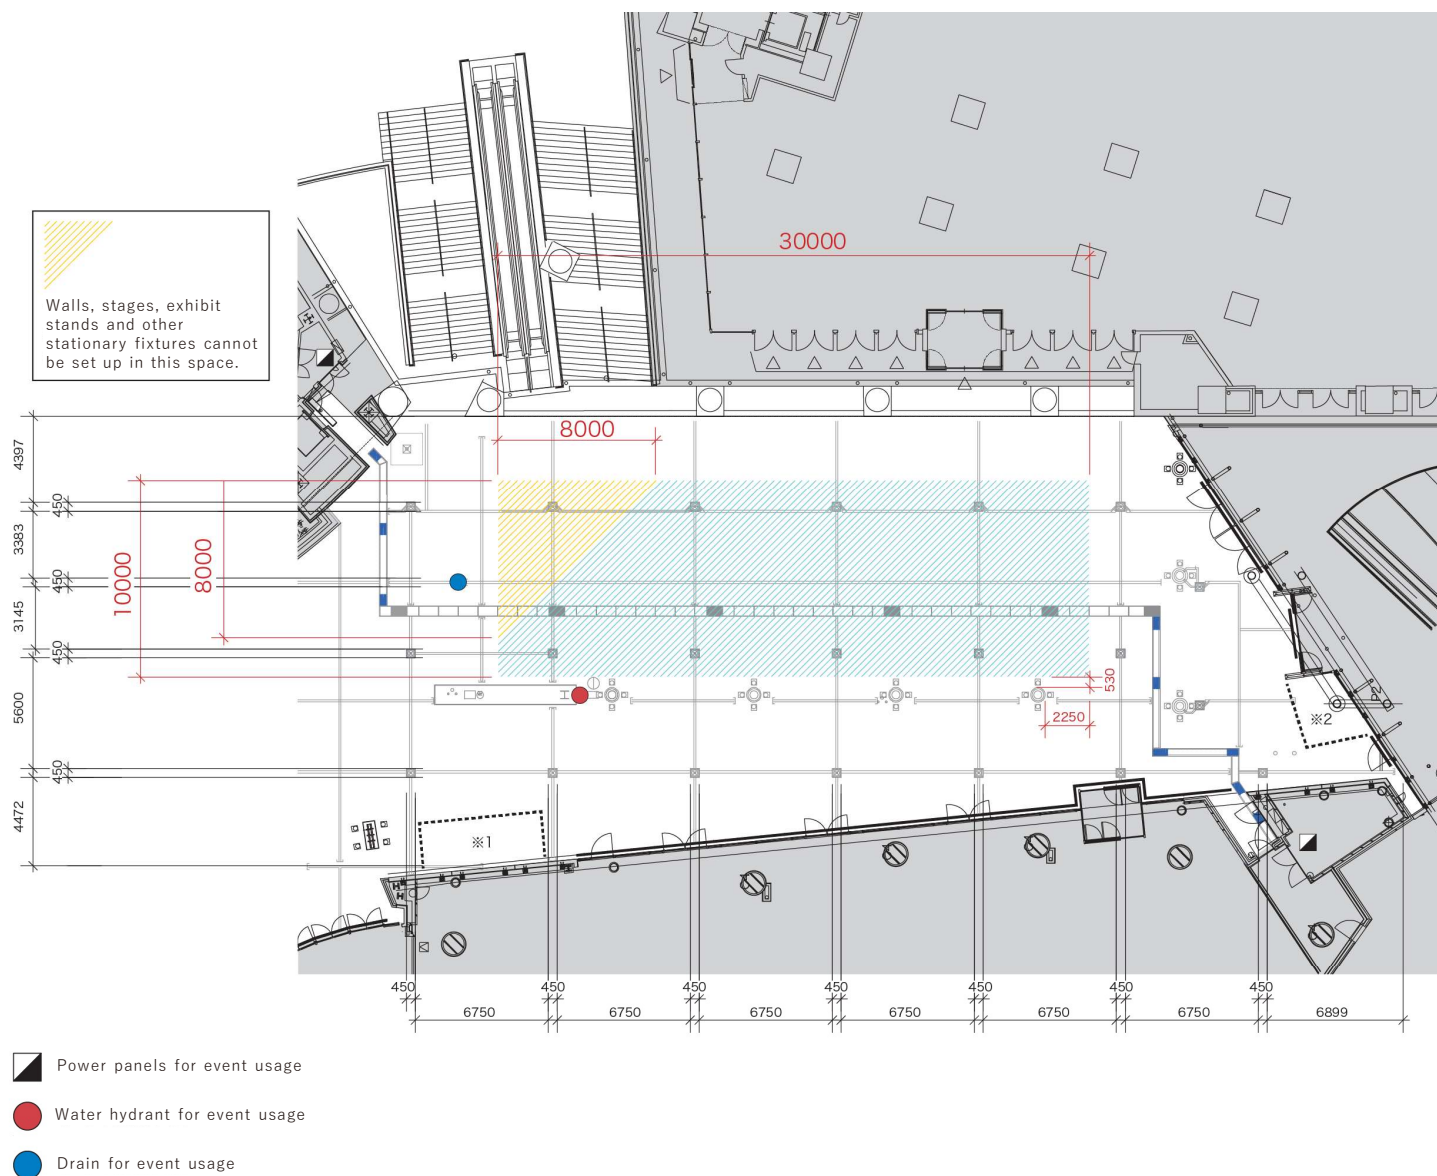 30000
Walls, stages, exhibit
stands and other
stationary fixtures cannot
be set up in this space.
8000
4397
450
3383
450
3145
450
5600
450
4472
10000
8000
530
2250
P2
※2
※1
450 450 450 450 450 450 450
6750 6750 6750 6750 6750 6750 6899
Power panels for event usage
Water hydrant for event usage
Drain for event usage